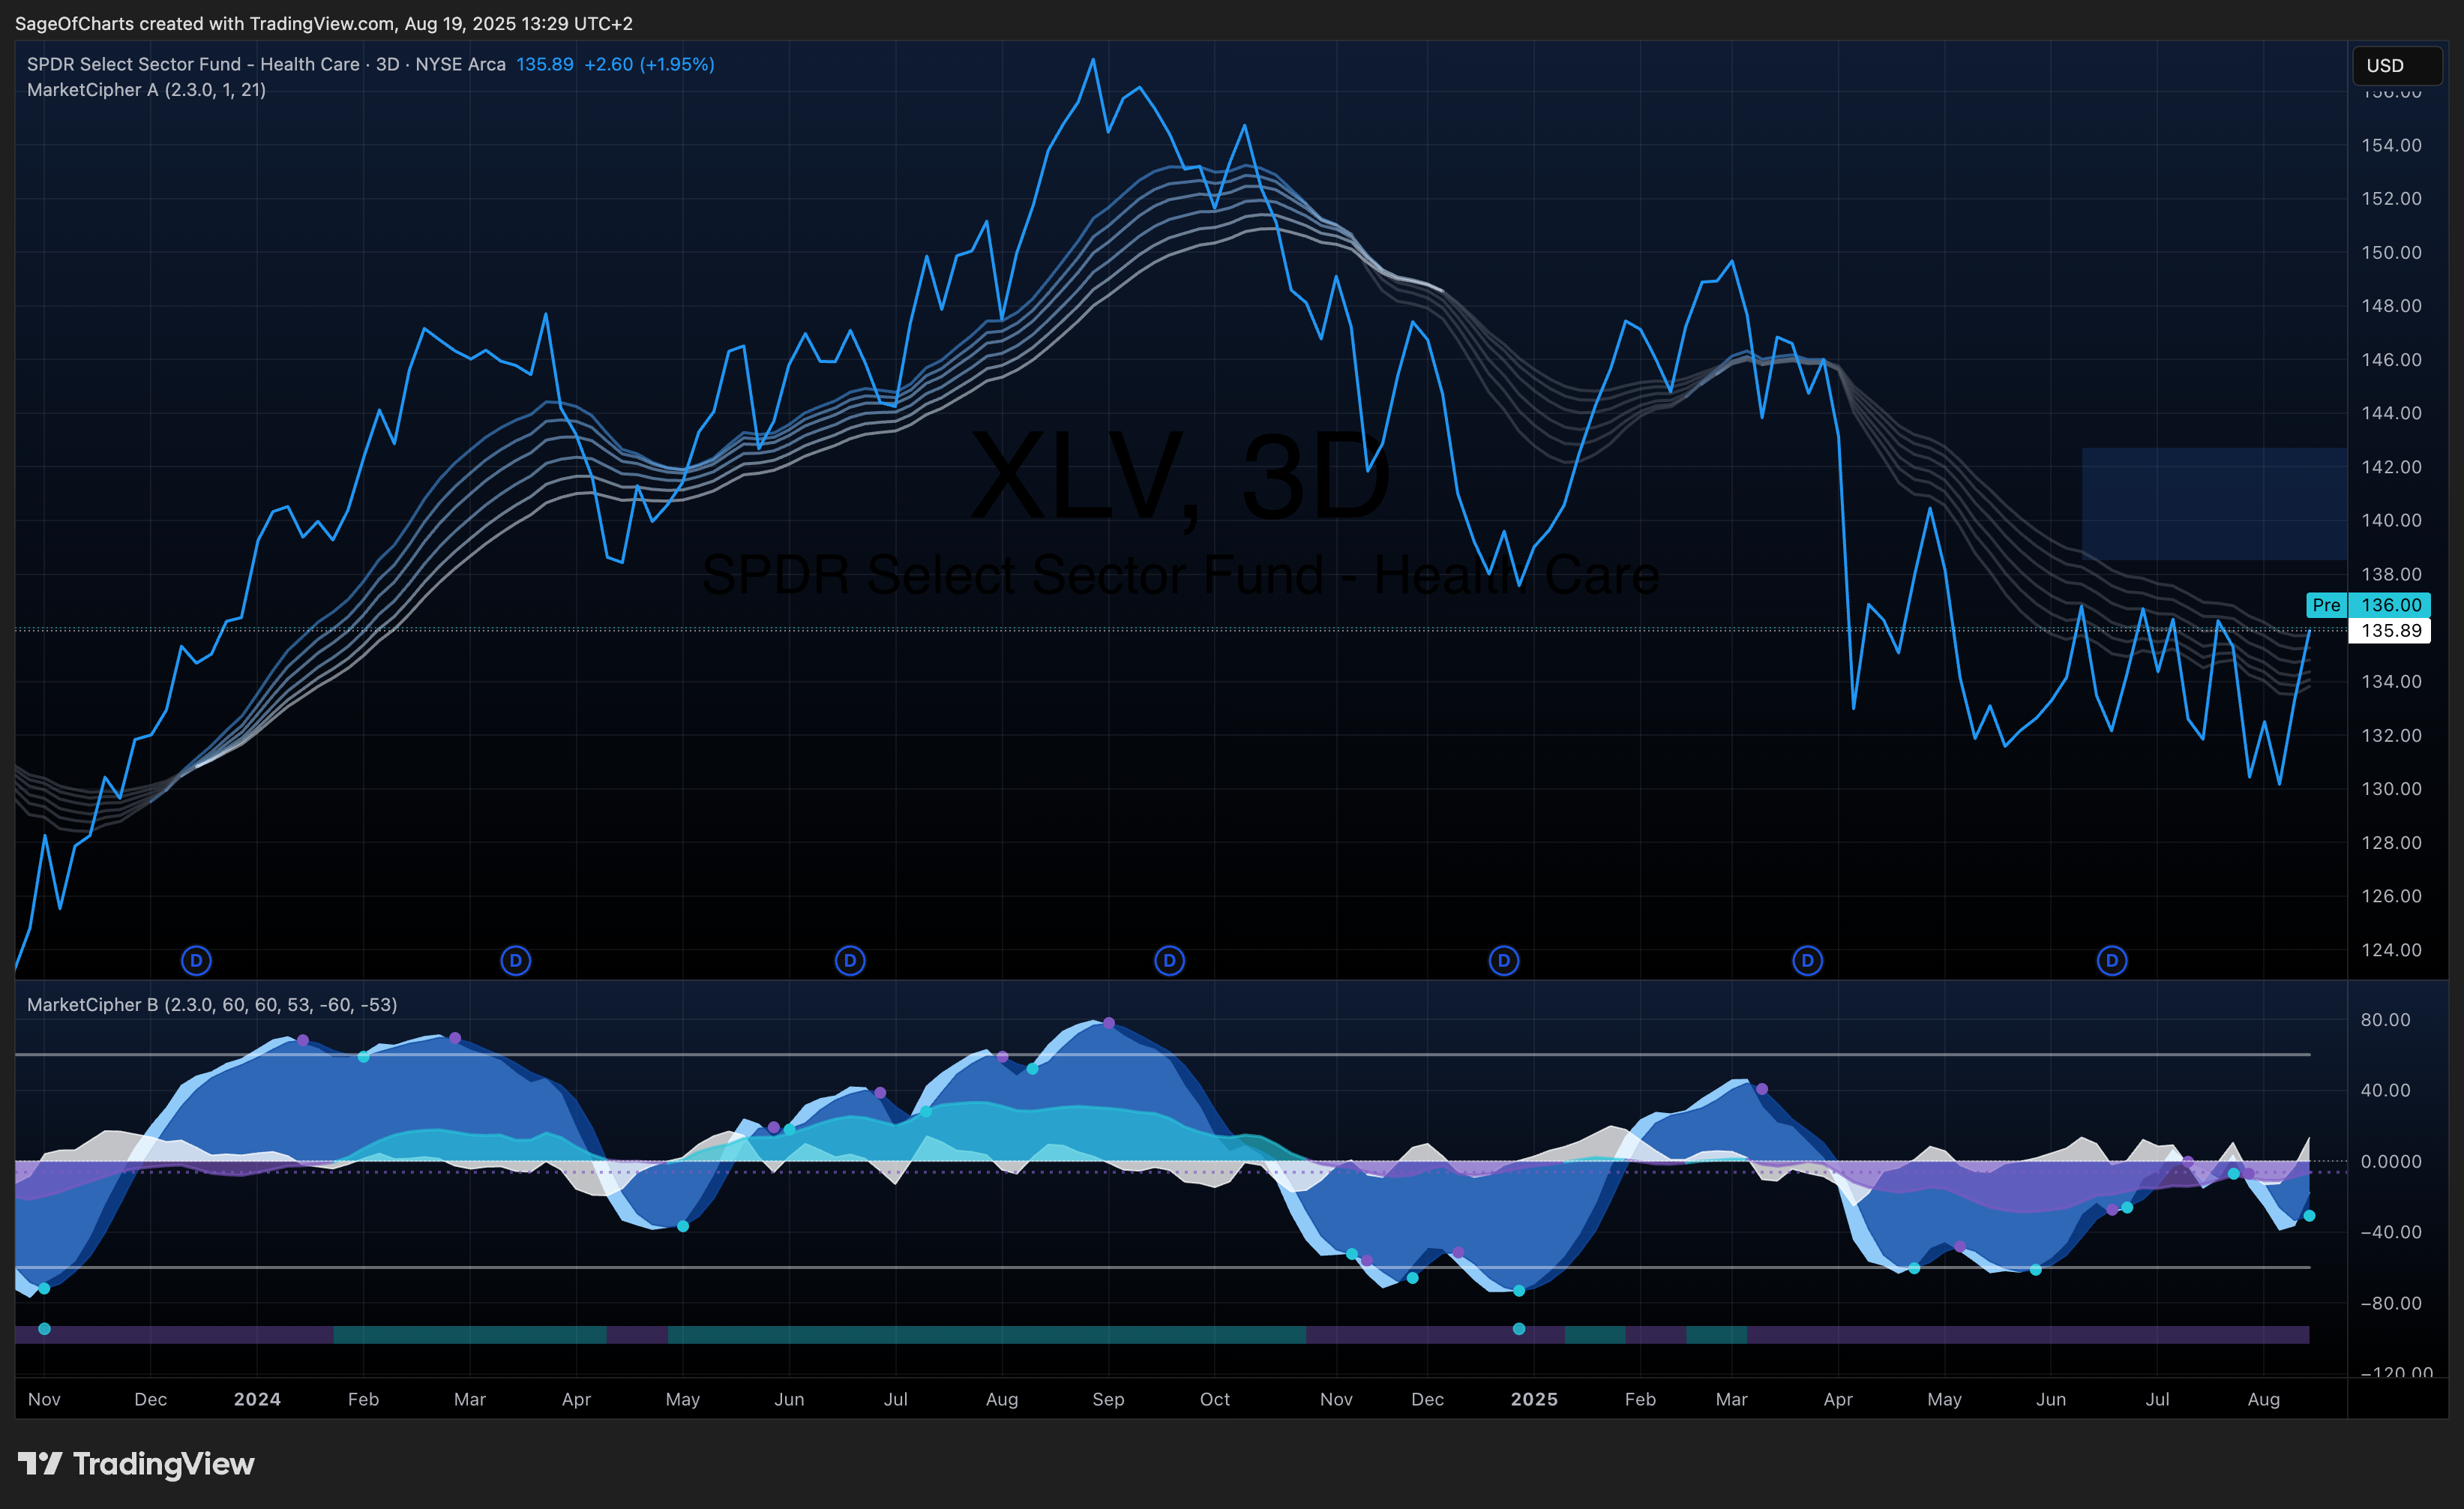 SageOfCharts created with TradingView.com, Aug 19, 2025 13:29 UTC+2
SPDR Select Sector Fund - Health Care · 3D · NYSE Arca 135.89 +2.60 (+1.95%)
MarketCipher A (2.3.0, 1, 21)
USD
156.00
154.00
152.00
150.00
148.00
146.00
144.00
142.00
140.00
138.00
Pre 136.00
135.89
134.00
132.00
130.00
128.00
126.00
124.00
XLV, 3D
SPDR Select Sector Fund - Health Care
D D D D D D D
MarketCipher B (2.3.0, 60, 60, 53, -60, -53)
80.00
40.00
0.0000
−40.00
−80.00
−120.00
Nov Dec 2024 Feb Mar Apr May Jun Jul Aug Sep Oct Nov Dec 2025 Feb Mar Apr May Jun Jul Aug
TradingView